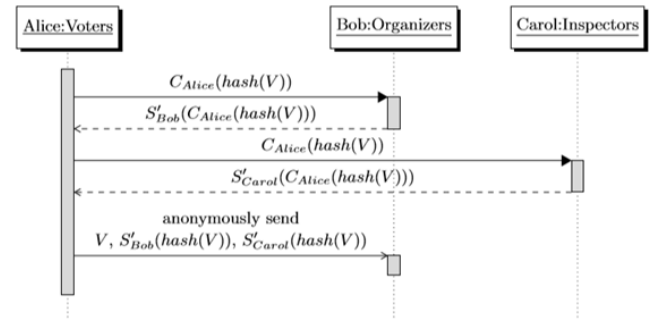 Alice:Voters Bob:Organizers Carol:Inspectors
C_Alice(hash(V))
S'_Bob(C_Alice(hash(V)))
C_Alice(hash(V))
S'_Carol(C_Alice(hash(V)))
anonymously send
V, S'_Bob(hash(V)), S'_Carol(hash(V))